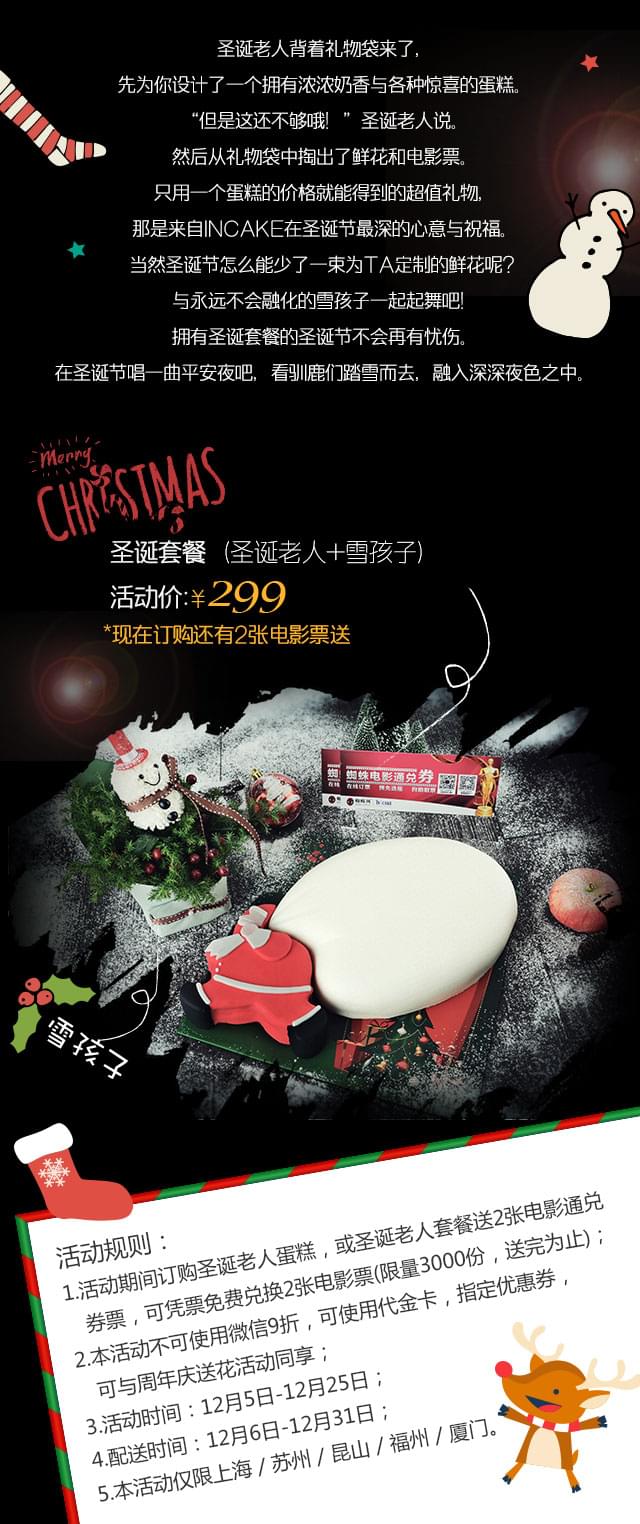 圣诞老人背着礼物袋来了,
先为你设计了一个拥有浓浓奶香与各种惊喜的蛋糕。
“但是这还不够哦！”圣诞老人说。
然后从礼物袋中掏出了鲜花和电影票。
只用一个蛋糕的价格就能得到的超值礼物,
那是来自INCAKE在圣诞节最深的心意与祝福。
当然圣诞节怎么能少了一束为TA定制的鲜花呢？
与永远不会融化的雪孩子一起起舞吧!
拥有圣诞套餐的圣诞节不会再有忧伤。
在圣诞节唱一曲平安夜吧，看驯鹿们踏雪而去，融入深深夜色之中。
Merry
CHRISTMAS
圣诞套餐（圣诞老人+雪孩子）
活动价:¥299
*现在订购还有2张电影票送
蜘蛛电影通兑券
在线订票
雪孩子
活动规则：
1.活动期间订购圣诞老人蛋糕，或圣诞老人套餐送2张电影通兑
券票，可凭票免费兑换2张电影票(限量3000份，送完为止)；
2.本活动不可使用微信9折，可使用代金卡，指定优惠券，
可与周年庆送花活动同享；
3.活动时间：12月5日-12月25日；
4.配送时间：12月6日-12月31日；
5.本活动仅限上海 / 苏州 / 昆山 / 福州 / 厦门。